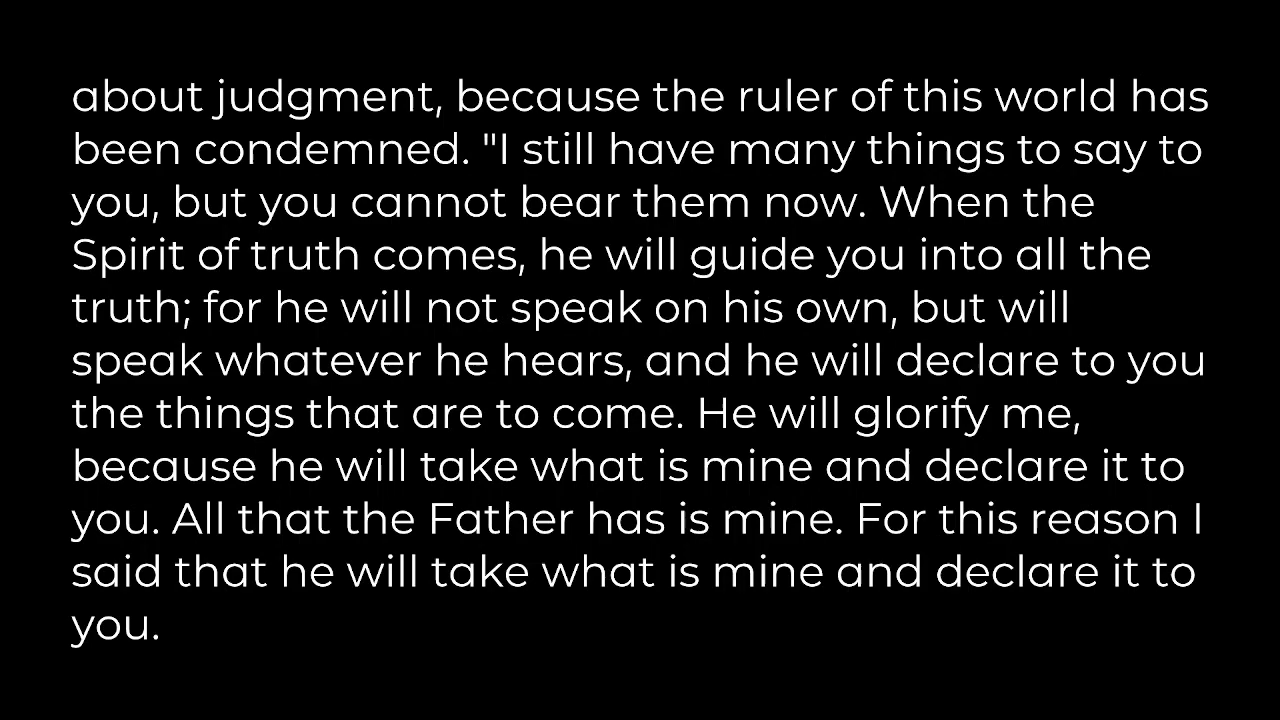 about judgment, because the ruler of this world has
been condemned. "I still have many things to say to
you, but you cannot bear them now. When the
Spirit of truth comes, he will guide you into all the
truth; for he will not speak on his own, but will
speak whatever he hears, and he will declare to you
the things that are to come. He will glorify me,
because he will take what is mine and declare it to
you. All that the Father has is mine. For this reason I
said that he will take what is mine and declare it to
you.